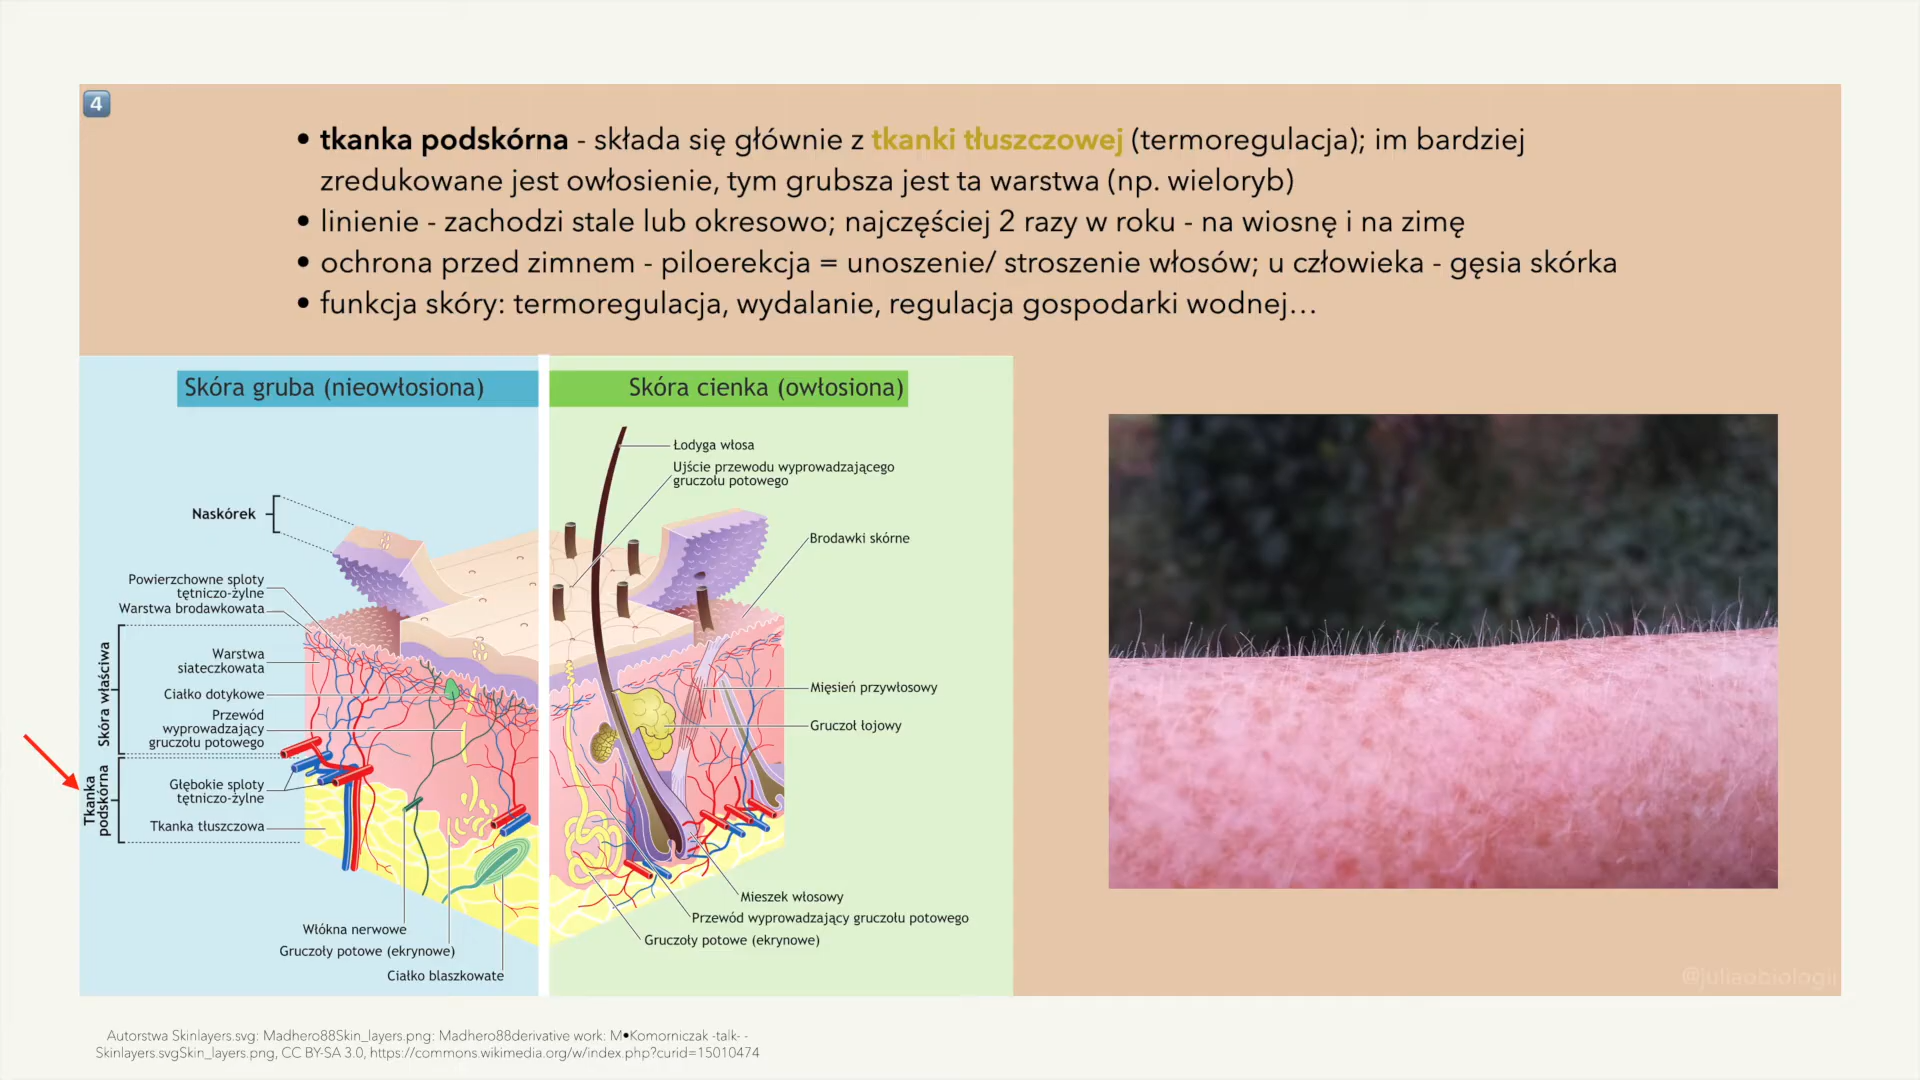 4
• tkanka podskórna - składa się głównie z tkanki tłuszczowej (termoregulacja); im bardziej
zredukowane jest owłosienie, tym grubsza jest ta warstwa (np. wieloryb)
• linienie - zachodzi stale lub okresowo; najczęściej 2 razy w roku - na wiosnę i na zimę
• ochrona przed zimnem - piloerekcja = unoszenie/ stroszenie włosów; u człowieka - gęsia skórka
• funkcja skóry: termoregulacja, wydalanie, regulacja gospodarki wodnej...
Skóra gruba (nieowłosiona)
Naskórek
Powierzchowne sploty
tętniczo-żylne
Warstwa brodawkowata
Skóra właściwa
Warstwa
siateczkowata
Ciałko dotykowe
Przewód
wyprowadzający
gruczołu potowego
Tkanka
podskórna
Głębokie sploty
tętniczo-żylne
Tkanka tłuszczowa
Włókna nerwowe
Gruczoły potowe (ekrynowe)
Ciałko blaszkowate
Skóra cienka (owłosiona)
Łodyga włosa
Ujście przewodu wyprowadzającego
gruczołu potowego
Brodawki skórne
Mięsień przywłosowy
Gruczoł łojowy
Mieszek włosowy
Przewód wyprowadzający gruczołu potowego
Gruczoły potowe (ekrynowe)
@juliaobiologii
Autorstwa Skinlayers.svg: Madhero88Skin_layers.png: Madhero88derivative work: M•Komorniczak -talk- -
Skinlayers.svgSkin_layers.png, CC BY-SA 3.0, https://commons.wikimedia.org/w/index.php?curid=15010474